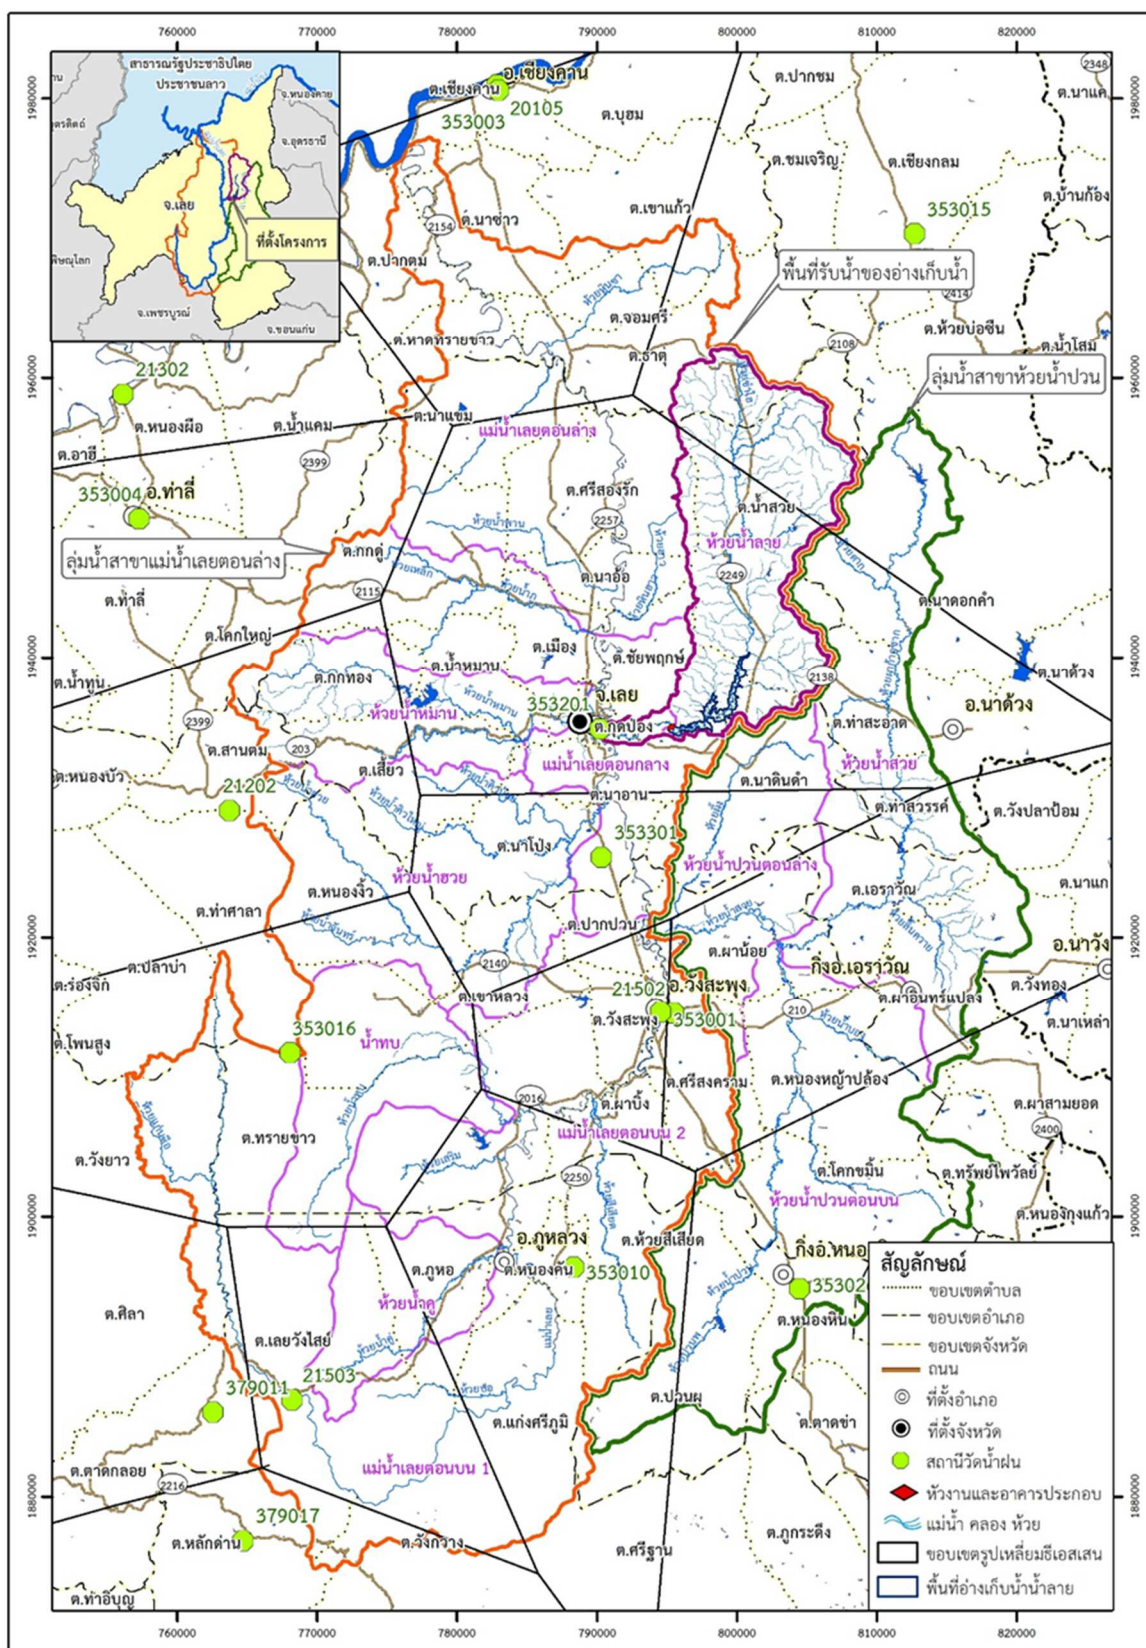 760000 770000 780000 790000 800000 810000 820000
1980000
1960000
1940000
1920000
1900000
1880000
สาธารณรัฐประชาธิปไตย
ประชาชนลาว
จ.หนองคาย
จ.อุดรธานี
จ.เลย
ที่ตั้งโครงการ
จ.เพชรบูรณ์
จ.ขอนแก่น
อ.เชียงคาน
ต.เชียงคาน
353003
20105
ต.บุฮม
ต.ปากชม
2348
ต.นาแค
ต.ชมเจริญ
ต.เชียงกลม
ต.บ้านก้อง
353015
ต.เขาแก้ว
2154
ต.นาซ่าว
ต.ปากตม
พื้นที่รับน้ำของอ่างเก็บน้ำ
2414
ต.จอมศรี
ต.ห้วยบ่อซืน
ต.หาดทรายขาว
ต.ธาตุ
2108
ต.น้ำโสม
21302
ลุ่มน้ำสาขาห้วยน้ำปวน
ต.หนองผือ
ต.น้ำแคม
ต.นาแขม
แม่น้ำเลยตอนล่าง
ต.อาฮี
2399
353004
อ.ท่าลี่
ต.ศรีสองรัก
ต.น้ำสวย
2257
ห้วยน้ำลาย
ลุ่มน้ำสาขาแม่น้ำเลยตอนล่าง
ต.กกดู่
2249
ต.นาอ้อ
2115
ต.ท่าลี่
ต.นาดอกคำ
ต.โคกใหญ่
ต.เมือง
ต.ชัยพฤกษ์
ต.น้ำหมาน
ต.น้ำทูน
ต.กกทอง
2138
ต.นาด้วง
จ.เลย
353201
ห้วยน้ำหมาน
ห้วยน้ำหมาน
ต.กุดป่อง
อ.นาด้วง
2399
ต.ท่าสะอาด
ต.สานตม
203
ต.เสี้ยว
แม่น้ำเลยตอนกลาง
ห้วยน้ำสวย
ต.หนองบัว
21202
ต.นาอาน
ต.นาดินดำ
ต.ท่าสวรรค์
ต.วังปลาป้อม
353301
ต.นาโป่ง
ห้วยน้ำฮวย
ห้วยน้ำปวนตอนล่าง
ต.หนองงิ้ว
ต.เอราวัณ
ต.นาแก
ต.ท่าศาลา
ต.ปากปวน
ต.ผาน้อย
อ.นาวัง
ต.ปลาบ่า
2140
กิ่งอ.เอราวัณ
ต.ร่องจิก
21502
อ.วังสะพุง
ต.วังทอง
ต.เขาหลวง
ต.วังสะพุง
353001
210
ต.ผาอินทร์แปลง
ต.โพนสูง
353016
น้ำทบ
ต.นาเหล่า
ต.ศรีสงคราม
ต.หนองหญ้าปล้อง
2016
ต.ผาบิ้ง
ต.ผาสามยอด
ต.ทรายขาว
แม่น้ำเลยตอนบน 2
2400
ต.วังยาว
ต.โคกขมิ้น
ต.ทรัพย์ไพวัลย์
2250
ห้วยน้ำปวนตอนบน
ต.หนองกุงแก้ว
อ.ภูหลวง
ต.ห้วยสีเสียด
กิ่งอ.หนอ
ต.ภูหอ
ต.หนองคัน
353010
35302
ต.ศิลา
ห้วยน้ำคู
ต.เลยวังไสย์
ต.หนองหิน
21503
379011
ต.ปวนพุ
ต.แก่งศรีภูมิ
ต.ตาดข่า
แม่น้ำเลยตอนบน 1
ต.ตาดกลอย
2216
379017
ต.หลักด่าน
ต.วังกวาง
ต.ศรีฐาน
ต.ภูกระดึง
ต.ท่าอิบุญ
สัญลักษณ์
ขอบเขตตำบล
ขอบเขตอำเภอ
ขอบเขตจังหวัด
ถนน
ที่ตั้งอำเภอ
ที่ตั้งจังหวัด
สถานีวัดน้ำฝน
หัวงานและอาคารประกอบ
แม่น้ำ คลอง ห้วย
ขอบเขตรูปเหลี่ยมธีเอสเสน
พื้นที่อ่างเก็บน้ำน้ำลาย
760000 770000 780000 790000 800000 810000 820000